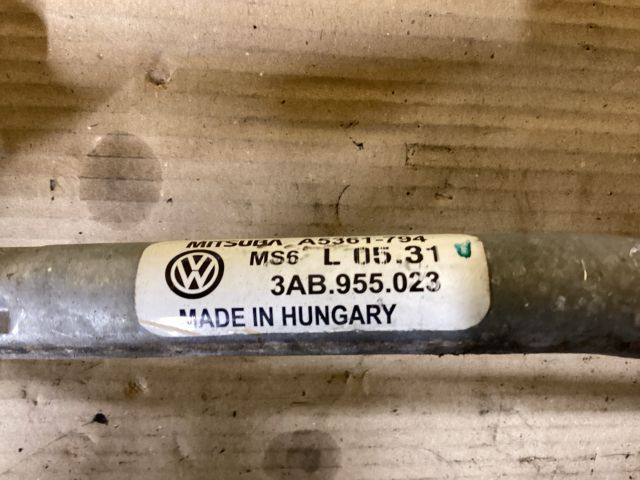 MITSUBA A5361-794
MS6 L 05.31
3AB.955.023
MADE IN HUNGARY